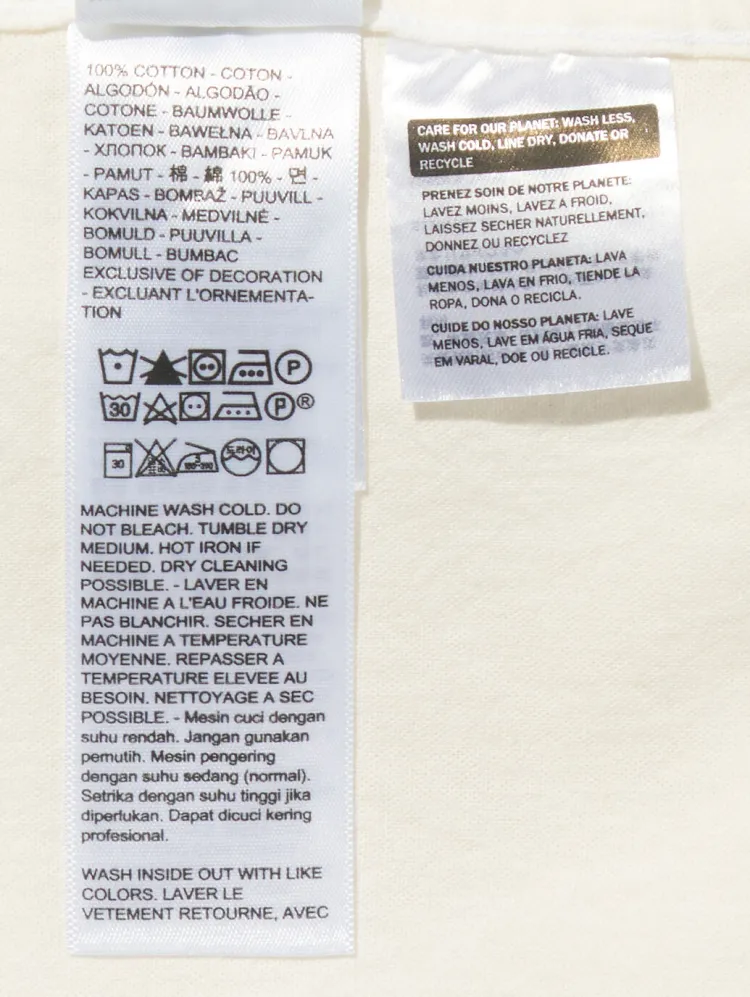 100% COTTON - COTON -
ALGODÓN - ALGODÃO -
COTONE - BAUMWOLLE -
KATOEN - BAWEŁNA - BAVLNA
- ХЛОПОК - BAMBAKI - PAMUK
- PAMUT - 棉 - 綿 100% - 면 -
KAPAS - BOMBAŽ - PUUVILL -
KOKVILNA - MEDVILNĖ -
BOMULD - PUUVILLA -
BOMULL - BUMBAC
EXCLUSIVE OF DECORATION
- EXCLUANT L'ORNEMENTA-
TION
P
30 P ®
30 드라이
MACHINE WASH COLD. DO
NOT BLEACH. TUMBLE DRY
MEDIUM. HOT IRON IF
NEEDED. DRY CLEANING
POSSIBLE. - LAVER EN
MACHINE A L'EAU FROIDE. NE
PAS BLANCHIR. SECHER EN
MACHINE A TEMPERATURE
MOYENNE. REPASSER A
TEMPERATURE ELEVEE AU
BESOIN. NETTOYAGE A SEC
POSSIBLE. - Mesin cuci dengan
suhu rendah. Jangan gunakan
pemutih. Mesin pengering
dengan suhu sedang (normal).
Setrika dengan suhu tinggi jika
diperlukan. Dapat dicuci kering
profesional.
WASH INSIDE OUT WITH LIKE
COLORS. LAVER LE
VETEMENT RETOURNE, AVEC
CARE FOR OUR PLANET: WASH LESS,
WASH COLD, LINE DRY, DONATE OR
RECYCLE
PRENEZ SOIN DE NOTRE PLANETE:
LAVEZ MOINS, LAVEZ A FROID,
LAISSEZ SECHER NATURELLEMENT,
DONNEZ OU RECYCLEZ
CUIDA NUESTRO PLANETA: LAVA
MENOS, LAVA EN FRIO, TIENDE LA
ROPA, DONA O RECICLA.
CUIDE DO NOSSO PLANETA: LAVE
MENOS, LAVE EM ÁGUA FRIA, SEQUE
EM VARAL, DOE OU RECICLE.